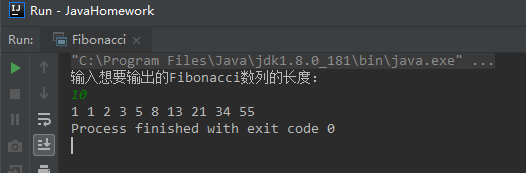 Run - JavaHomework
Run: Fibonacci
"C:\Program Files\Java\jdk1.8.0_181\bin\java.exe" ...
输入想要输出的Fibonacci数列的长度：
10
1 1 2 3 5 8 13 21 34 55
Process finished with exit code 0